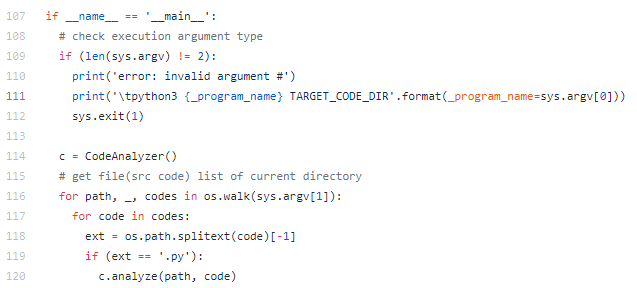 107 if __name__ == '__main__':
108 # check execution argument type
109 if (len(sys.argv) != 2):
110 print('error: invalid argument #')
111 print('\tpython3 {_program_name} TARGET_CODE_DIR'.format(_program_name=sys.argv[0]))
112 sys.exit(1)
113
114 c = CodeAnalyzer()
115 # get file(src code) list of current directory
116 for path, _, codes in os.walk(sys.argv[1]):
117 for code in codes:
118 ext = os.path.splitext(code)[-1]
119 if (ext == '.py'):
120 c.analyze(path, code)